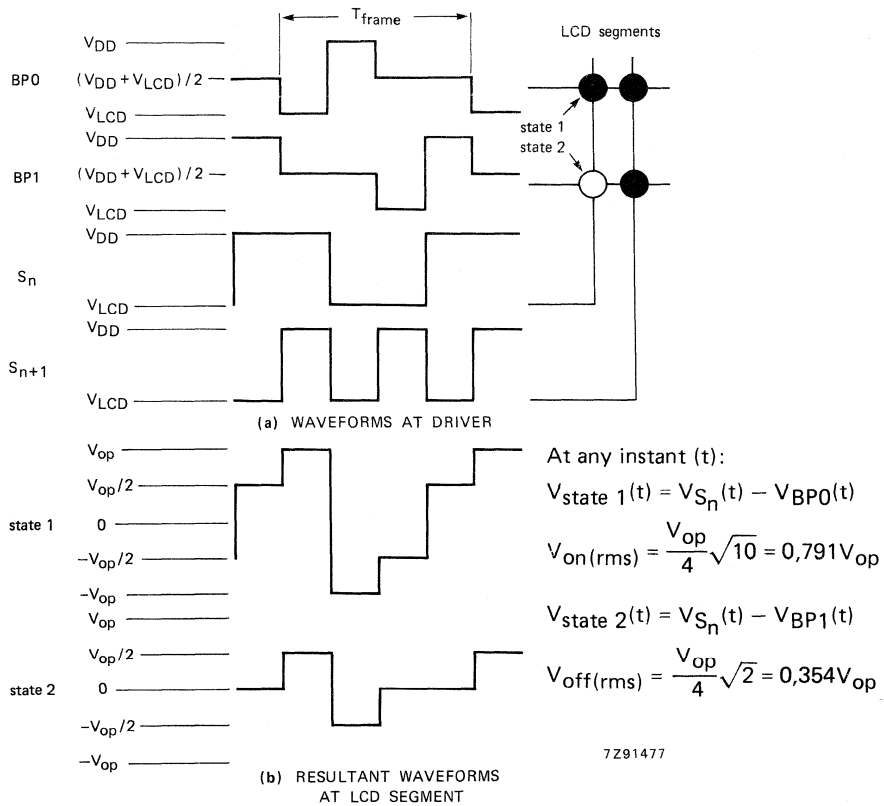 T_frame
LCD segments
BP0
V_DD
(V_DD + V_LCD)/2
V_LCD
state 1
state 2
BP1
V_DD
(V_DD + V_LCD)/2
V_LCD
S_n
V_DD
V_LCD
S_n+1
V_DD
V_LCD
(a) WAVEFORMS AT DRIVER
state 1
V_op
V_op/2
0
−V_op/2
−V_op
At any instant (t):
V_state 1(t) = V_S_n(t) − V_BP0(t)
V_on(rms) = V_op/4 √10 = 0,791V_op
state 2
V_op
V_op/2
0
−V_op/2
−V_op
V_state 2(t) = V_S_n(t) − V_BP1(t)
V_off(rms) = V_op/4 √2 = 0,354V_op
7Z91477
(b) RESULTANT WAVEFORMS
AT LCD SEGMENT